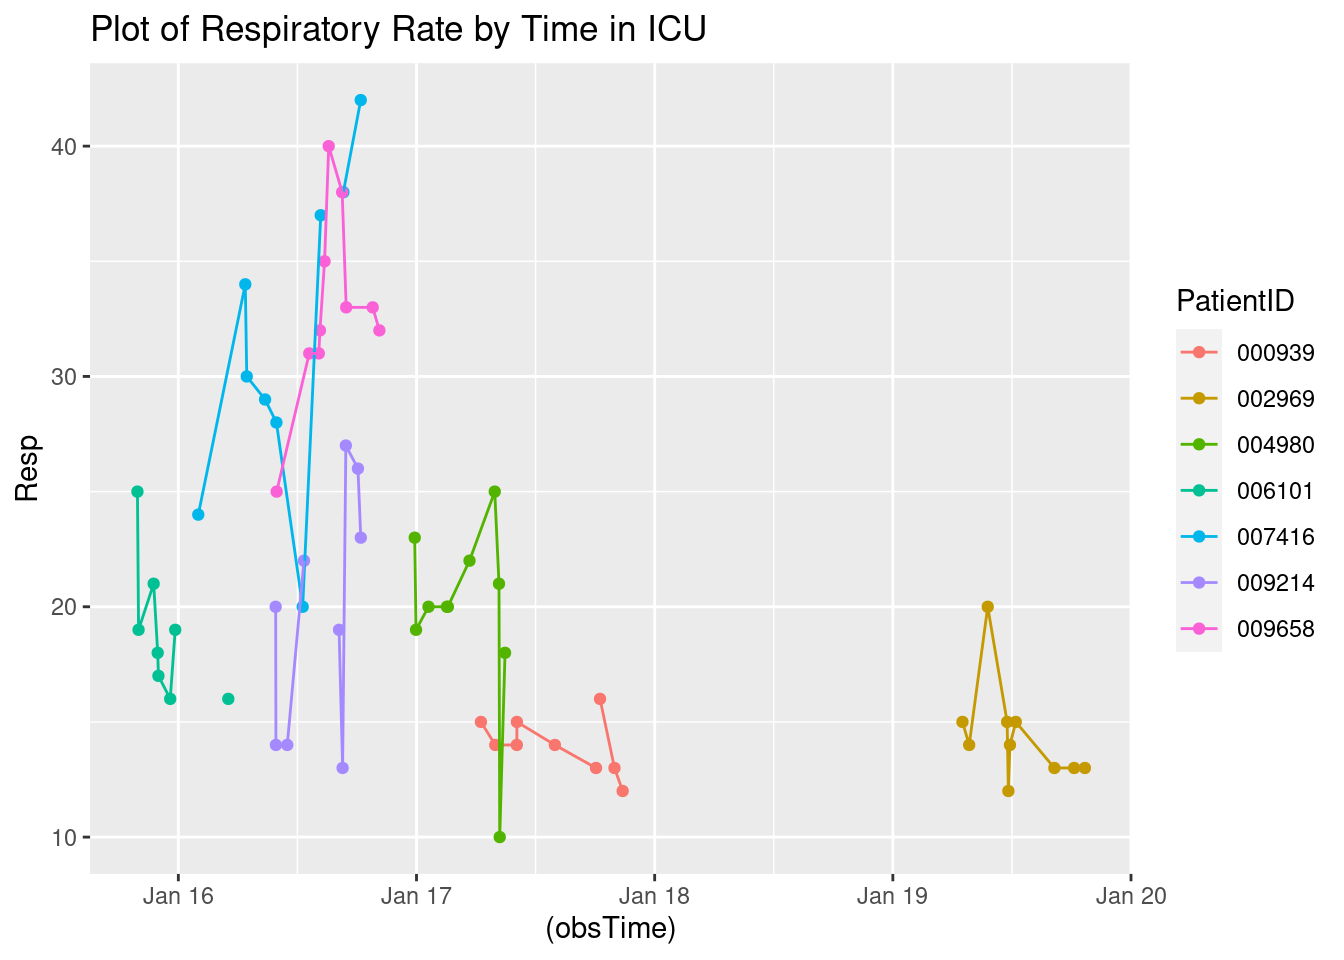 Plot of Respiratory Rate by Time in ICU
Resp
40
30
20
10
Jan 16
Jan 17
Jan 18
Jan 19
Jan 20
(obsTime)
PatientID
000939
002969
004980
006101
007416
009214
009658